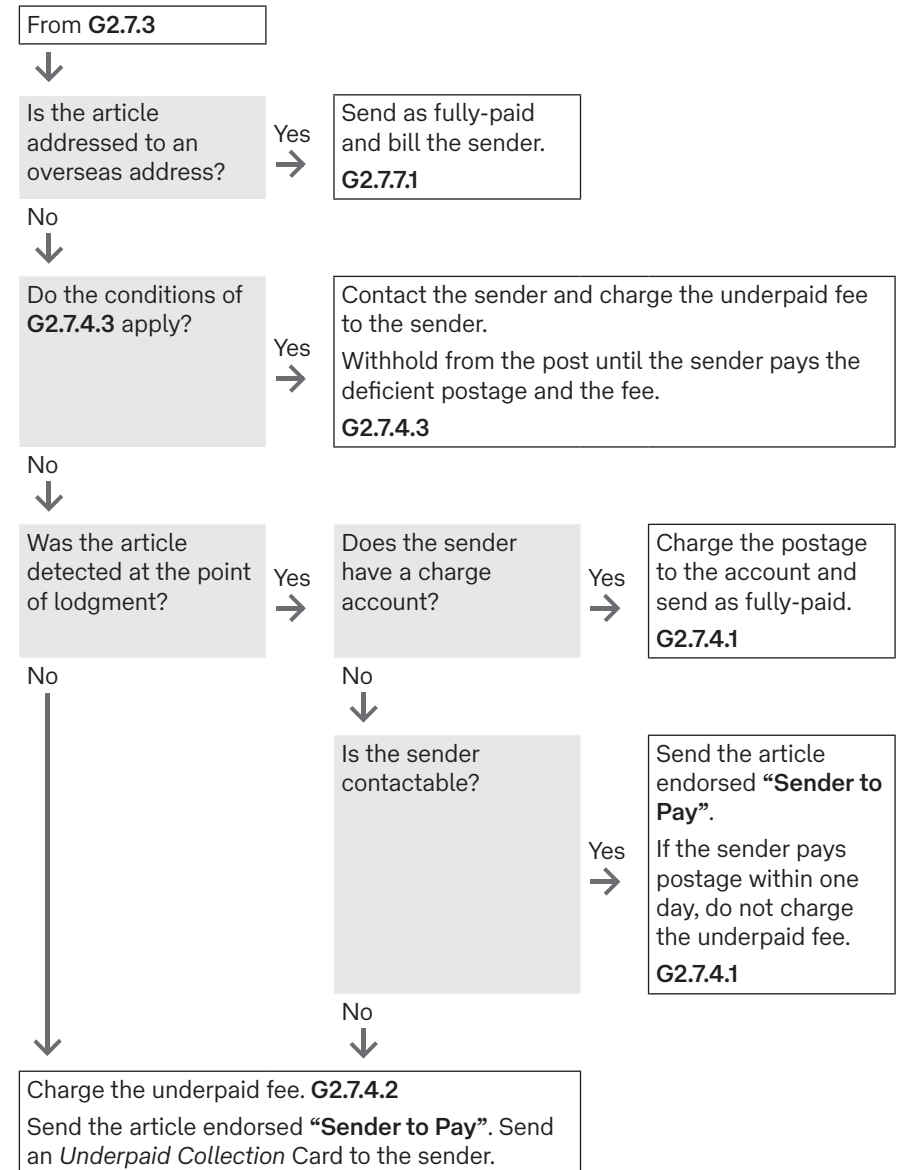 From G2.7.3
Is the article
addressed to an
overseas address?
Yes
Send as fully-paid
and bill the sender.
G2.7.7.1
No
Do the conditions of
G2.7.4.3 apply?
Yes
Contact the sender and charge the underpaid fee
to the sender.
Withhold from the post until the sender pays the
deficient postage and the fee.
G2.7.4.3
No
Was the article
detected at the point
of lodgment?
Yes
Does the sender
have a charge
account?
Yes
Charge the postage
to the account and
send as fully-paid.
G2.7.4.1
No
No
Is the sender
contactable?
Yes
Send the article
endorsed “Sender to
Pay”.
If the sender pays
postage within one
day, do not charge
the underpaid fee.
G2.7.4.1
No
Charge the underpaid fee. G2.7.4.2
Send the article endorsed “Sender to Pay”. Send
an Underpaid Collection Card to the sender.